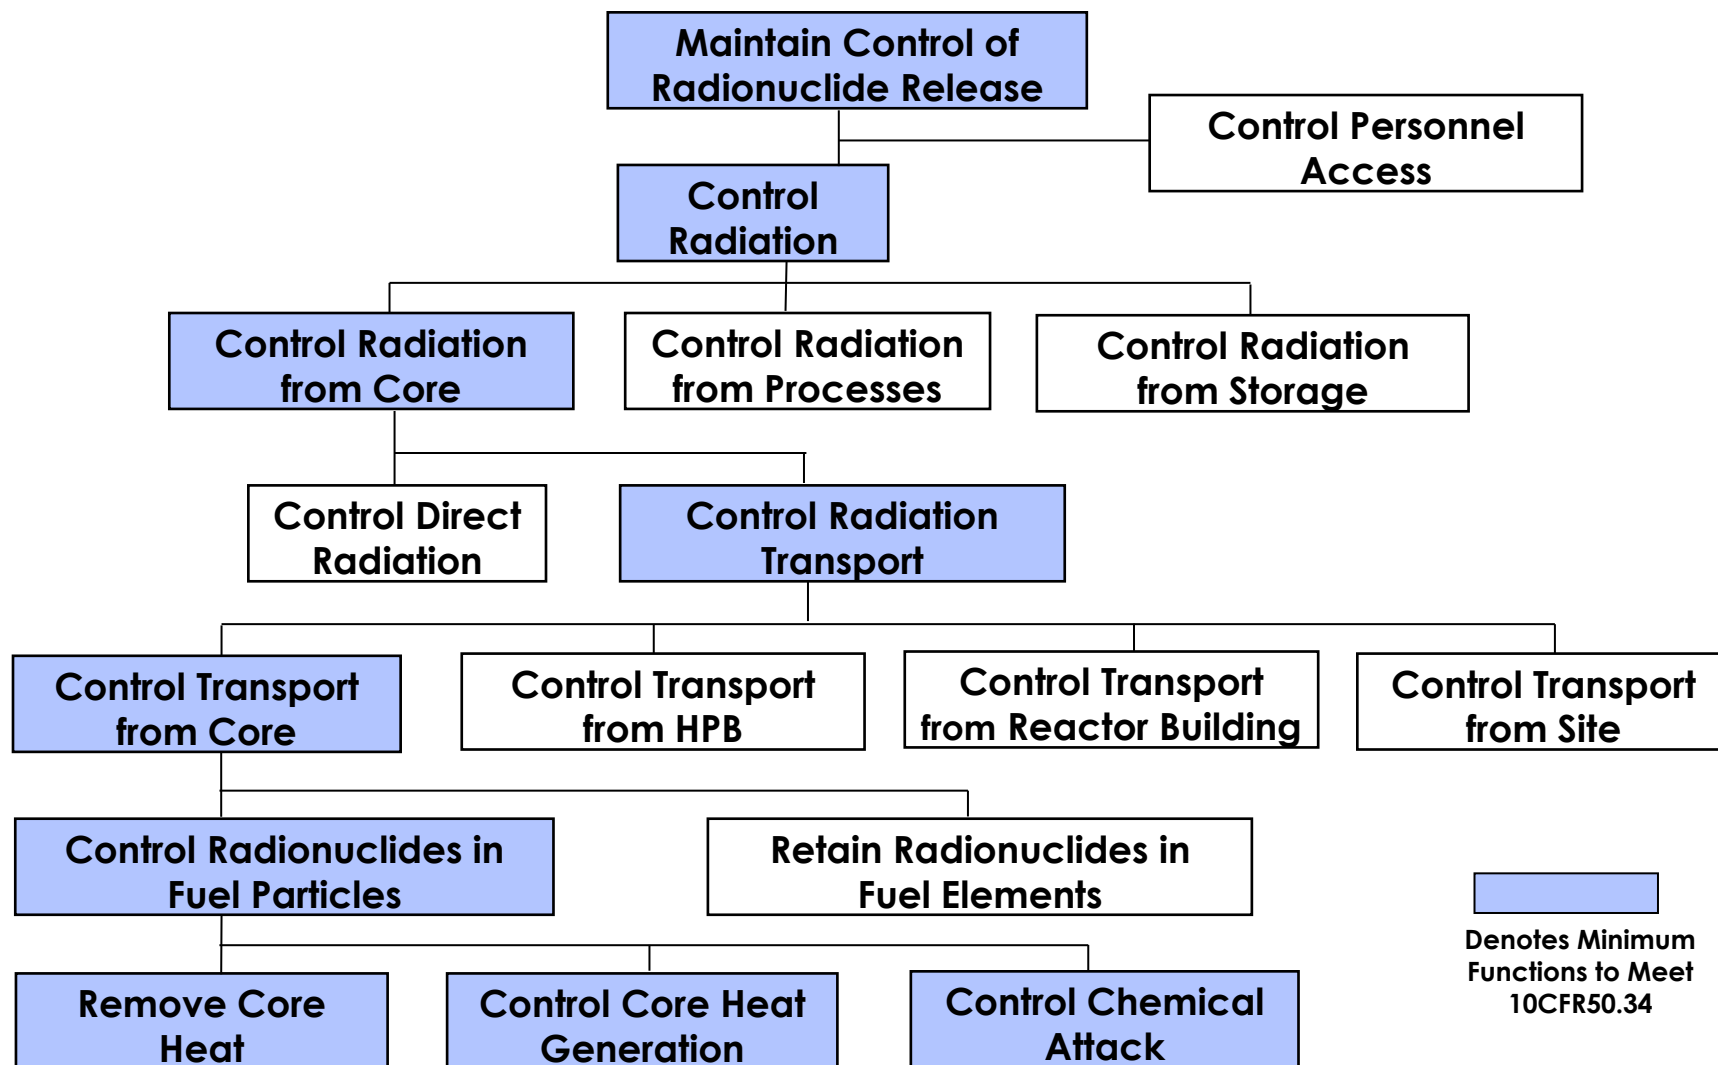 Maintain Control of
Radionuclide Release
Control Personnel
Access
Control
Radiation
Control Radiation
from Core
Control Radiation
from Processes
Control Radiation
from Storage
Control Direct
Radiation
Control Radiation
Transport
Control Transport
from Core
Control Transport
from HPB
Control Transport
from Reactor Building
Control Transport
from Site
Control Radionuclides in
Fuel Particles
Retain Radionuclides in
Fuel Elements
Denotes Minimum
Functions to Meet
10CFR50.34
Remove Core
Heat
Control Core Heat
Generation
Control Chemical
Attack